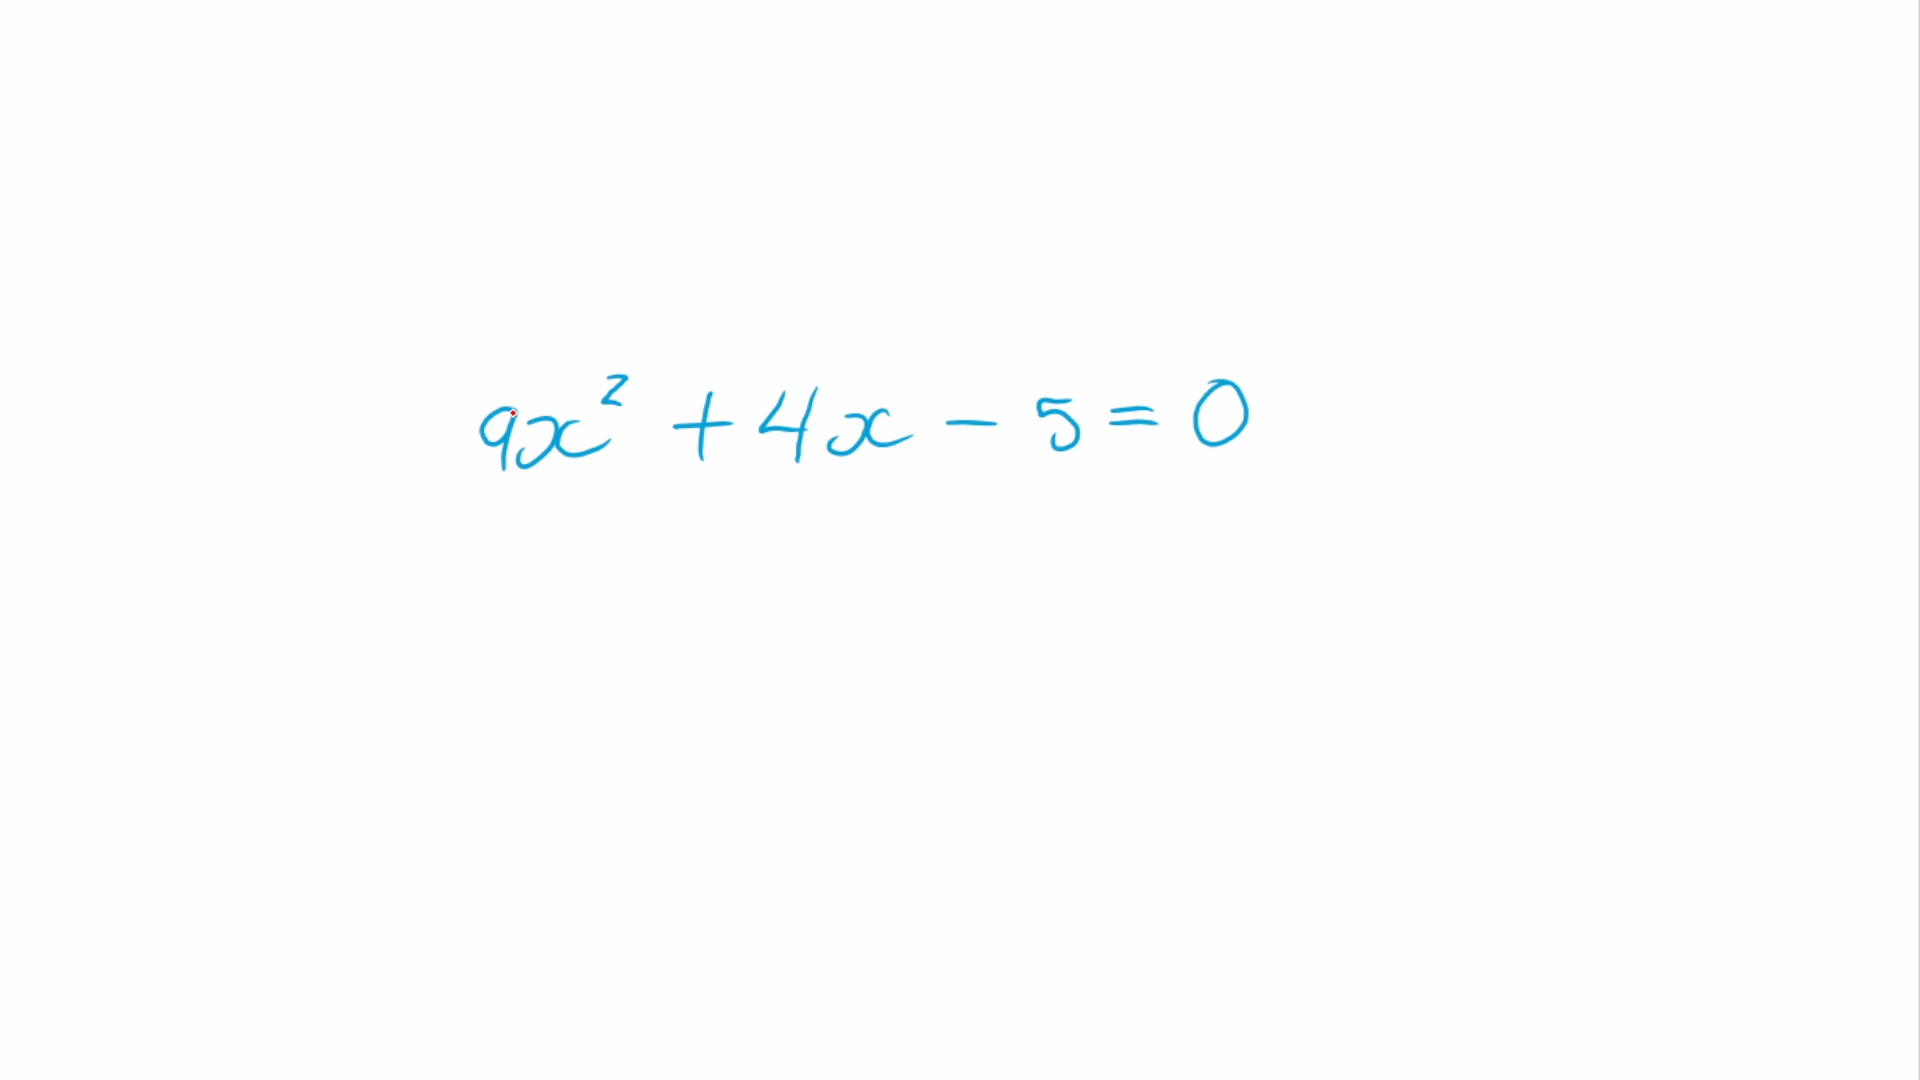 9x² + 4x − 5 = 0